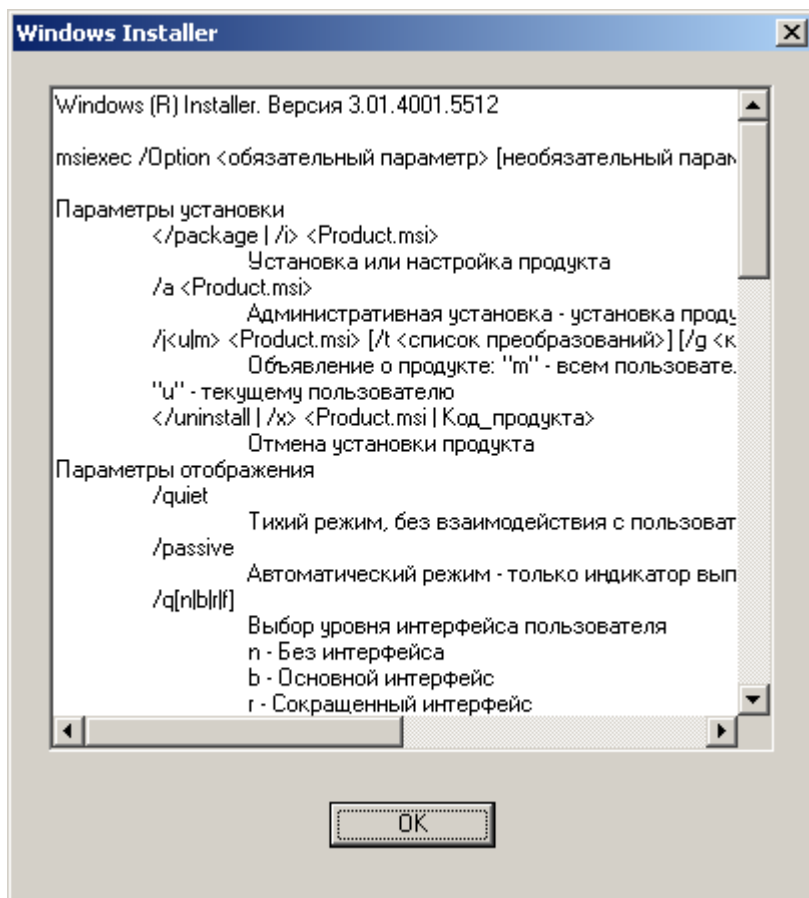 Windows Installer
Windows (R) Installer. Версия 3.01.4001.5512
msiexec /Option <обязательный параметр> [необязательный парам
Параметры установки
</package | /i> <Product.msi>
Установка или настройка продукта
/a <Product.msi>
Административная установка - установка проду
/j<u|m> <Product.msi> [/t <список преобразований>] [/g <к
Объявление о продукте: "m" - всем пользовате
"u" - текущему пользователю
</uninstall | /x> <Product.msi | Код_продукта>
Отмена установки продукта
Параметры отображения
/quiet
Тихий режим, без взаимодействия с пользоват
/passive
Автоматический режим - только индикатор вып
/q[n|b|r|f]
Выбор уровня интерфейса пользователя
n - Без интерфейса
b - Основной интерфейс
r - Сокращенный интерфейс
OK